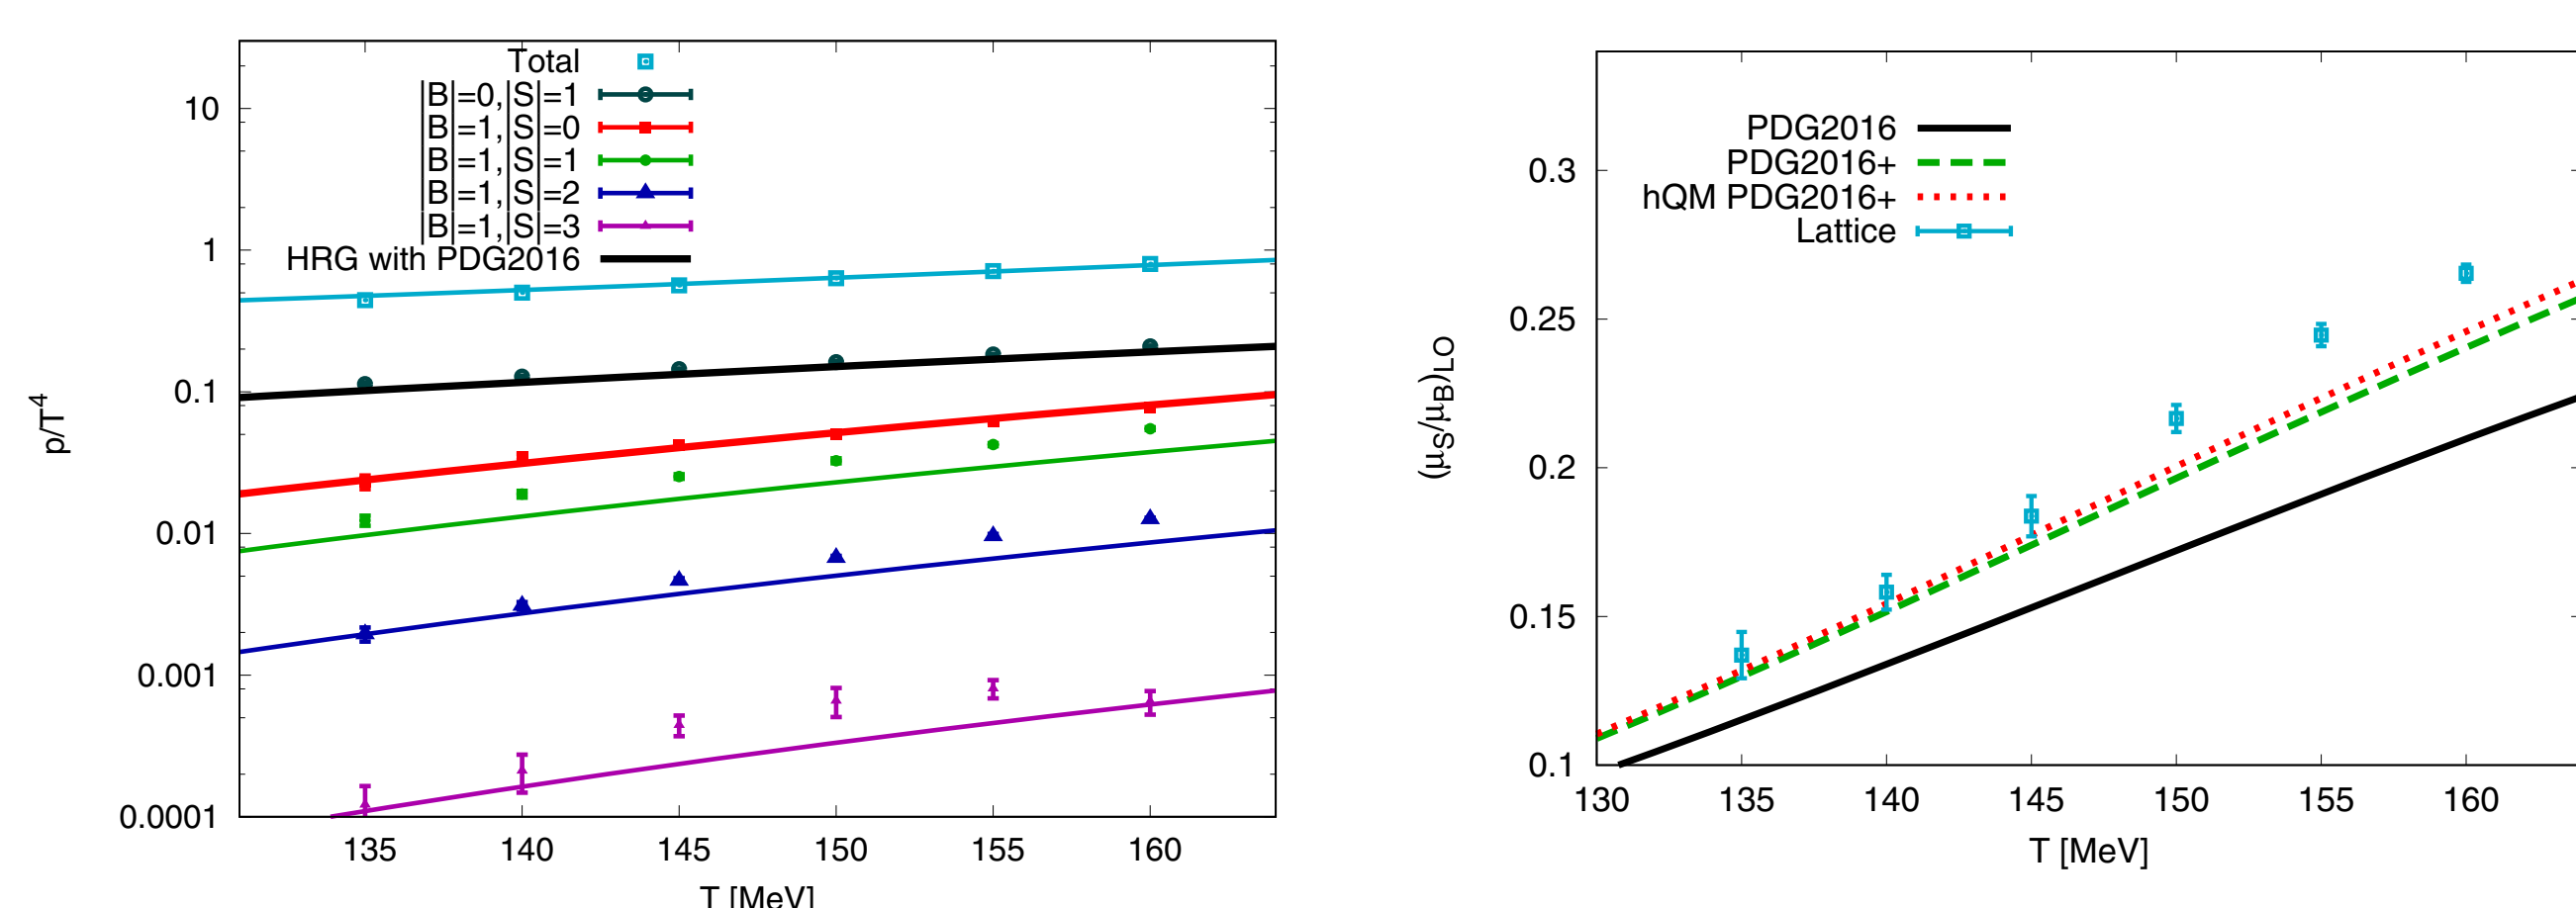 Total
|B|=0,|S|=1
|B|=1,|S|=0
|B|=1,|S|=1
|B|=1,|S|=2
|B|=1,|S|=3
HRG with PDG2016
10
1
0.1
0.01
0.001
0.0001
p/T⁴
135 140 145 150 155 160
T [MeV]
PDG2016
PDG2016+
hQM PDG2016+
Lattice
0.3
0.25
0.2
0.15
0.1
(μS/μB)LO
130 135 140 145 150 155 160
T [MeV]